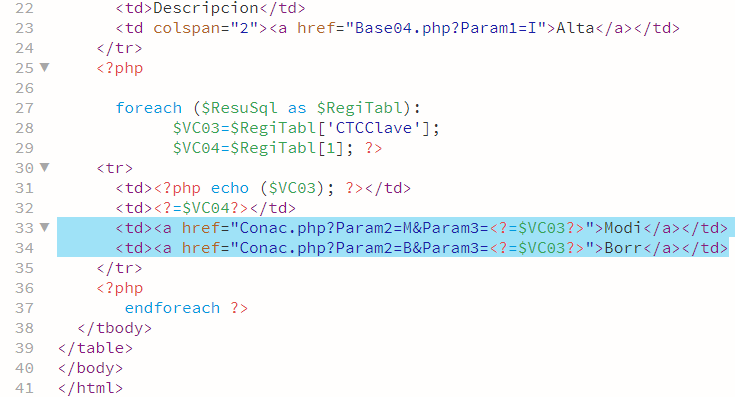 22 <td>Descripcion</td>
23 <td colspan="2"><a href="Base04.php?Param1=I">Alta</a></td>
24 </tr>
25 <?php
26
27 foreach ($ResuSql as $RegiTabl):
28 $VC03=$RegiTabl['CTCClave'];
29 $VC04=$RegiTabl[1]; ?>
30 <tr>
31 <td><?php echo ($VC03); ?></td>
32 <td><?=$VC04?></td>
33 <td><a href="Conac.php?Param2=M&Param3=<?=$VC03?>">Modi</a></td>
34 <td><a href="Conac.php?Param2=B&Param3=<?=$VC03?>">Borr</a></td>
35 </tr>
36 <?php
37 endforeach ?>
38 </tbody>
39 </table>
40 </body>
41 </html>